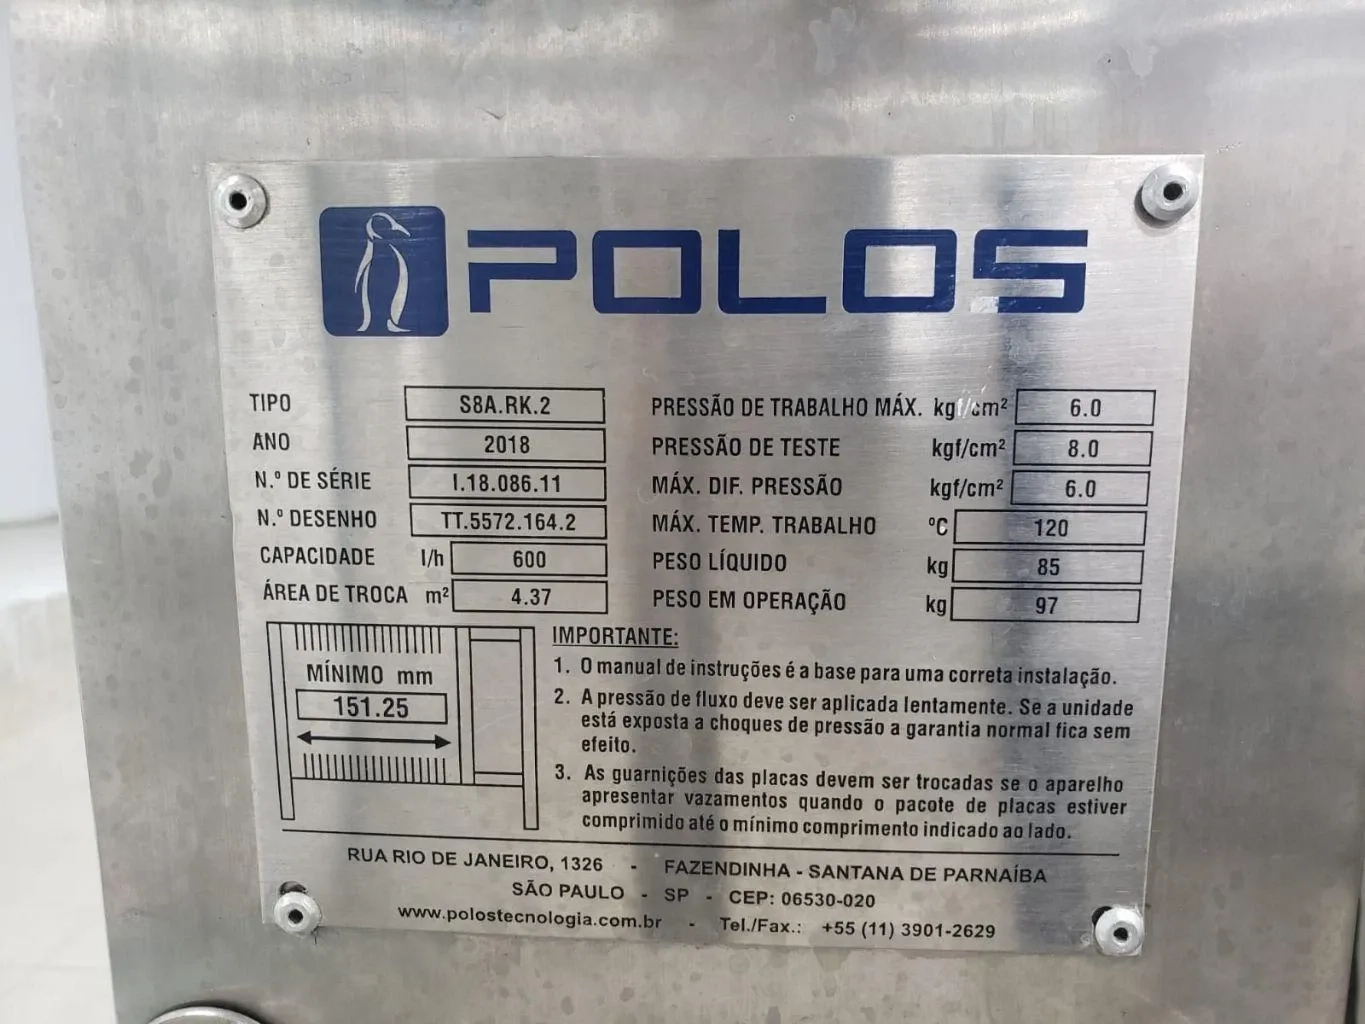 POLOS
TIPO S8A.RK.2
ANO 2018
N.º DE SÉRIE I.18.086.11
N.º DESENHO TT.5572.164.2
CAPACIDADE l/h 600
ÁREA DE TROCA m² 4.37
PRESSÃO DE TRABALHO MÁX. kgf/cm² 6.0
PRESSÃO DE TESTE kgf/cm² 8.0
MÁX. DIF. PRESSÃO kgf/cm² 6.0
MÁX. TEMP. TRABALHO ºC 120
PESO LÍQUIDO kg 85
PESO EM OPERAÇÃO kg 97
MÍNIMO mm
151.25
IMPORTANTE:
1. O manual de instruções é a base para uma correta instalação.
2. A pressão de fluxo deve ser aplicada lentamente. Se a unidade
está exposta a choques de pressão a garantia normal fica sem
efeito.
3. As guarnições das placas devem ser trocadas se o aparelho
apresentar vazamentos quando o pacote de placas estiver
comprimido até o mínimo comprimento indicado ao lado.
RUA RIO DE JANEIRO, 1326 - FAZENDINHA - SANTANA DE PARNAÍBA
SÃO PAULO - SP - CEP: 06530-020
www.polostecnologia.com.br - Tel./Fax.: +55 (11) 3901-2629